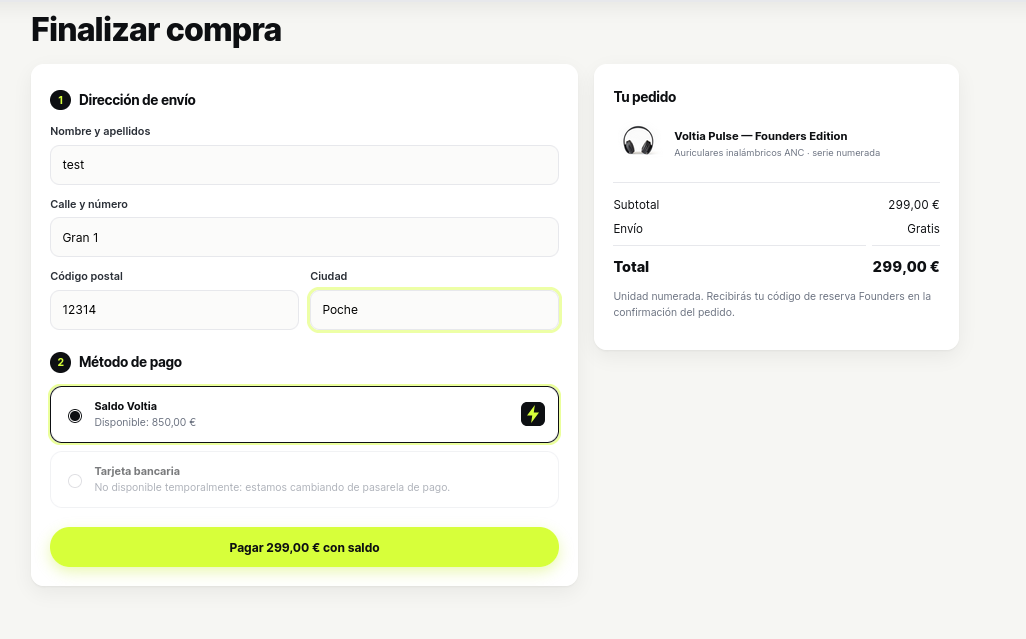 Finalizar compra
1 Dirección de envío
Nombre y apellidos
test
Calle y número
Gran 1
Código postal
12314
Ciudad
Poche
2 Método de pago
Saldo Voltia
Disponible: 850,00 €
Tarjeta bancaria
No disponible temporalmente: estamos cambiando de pasarela de pago.
Pagar 299,00 € con saldo
Tu pedido
Voltia Pulse — Founders Edition
Auriculares inalámbricos ANC · serie numerada
Subtotal 299,00 €
Envío Gratis
Total 299,00 €
Unidad numerada. Recibirás tu código de reserva Founders en la
confirmación del pedido.